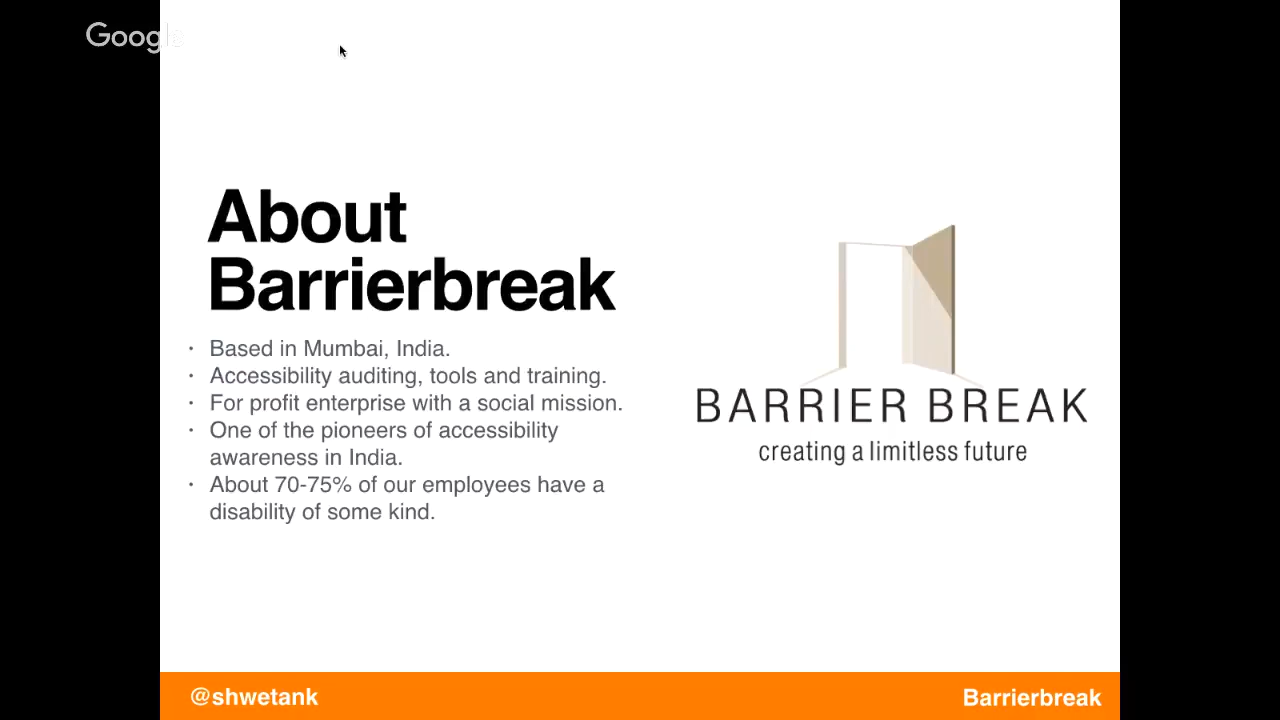 Google
About
Barrierbreak
· Based in Mumbai, India.
· Accessibility auditing, tools and training.
· For profit enterprise with a social mission.
· One of the pioneers of accessibility
awareness in India.
· About 70-75% of our employees have a
disability of some kind.
BARRIER BREAK
creating a limitless future
@shwetank
Barrierbreak